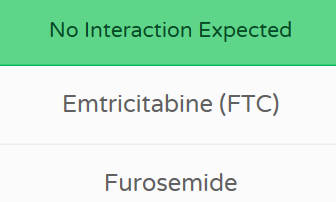 No Interaction Expected
Emtricitabine (FTC)
Furosemide